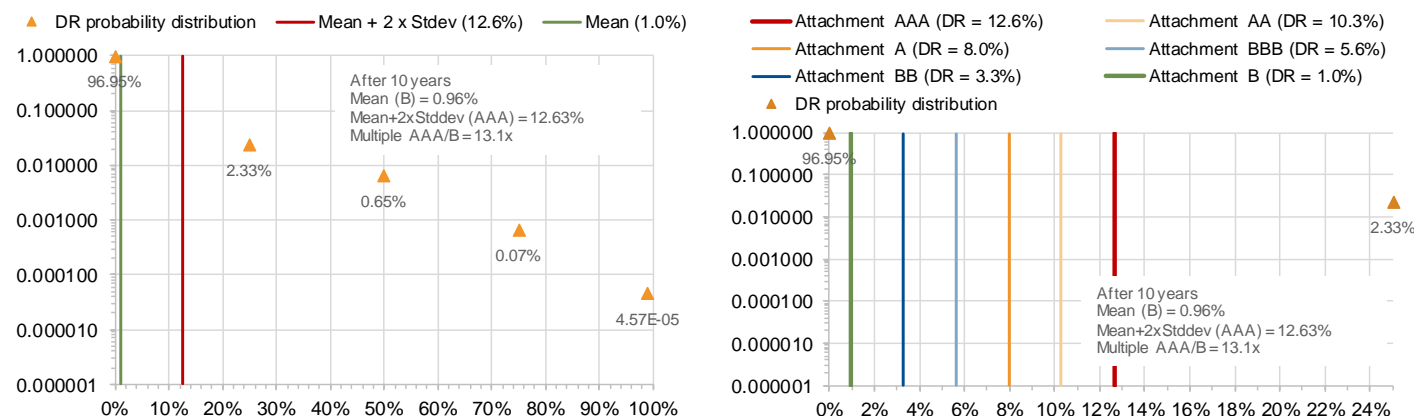 DR probability distribution Mean + 2 x Stdev (12.6%) Mean (1.0%)
1.000000
0.100000
0.010000
0.001000
0.000100
0.000010
0.000001
96.95%
2.33%
0.65%
0.07%
4.57E-05
After 10 years
Mean (B) = 0.96%
Mean+2xStddev (AAA) = 12.63%
Multiple AAA/B = 13.1x
0% 10% 20% 30% 40% 50% 60% 70% 80% 90% 100%
Attachment AAA (DR = 12.6%) Attachment AA (DR = 10.3%)
Attachment A (DR = 8.0%) Attachment BBB (DR = 5.6%)
Attachment BB (DR = 3.3%) Attachment B (DR = 1.0%)
DR probability distribution
1.000000
0.100000
0.010000
0.001000
0.000100
0.000010
0.000001
96.95%
2.33%
After 10 years
Mean (B) = 0.96%
Mean+2xStddev (AAA) = 12.63%
Multiple AAA/B = 13.1x
0% 2% 4% 6% 8% 10% 12% 14% 16% 18% 20% 22% 24%